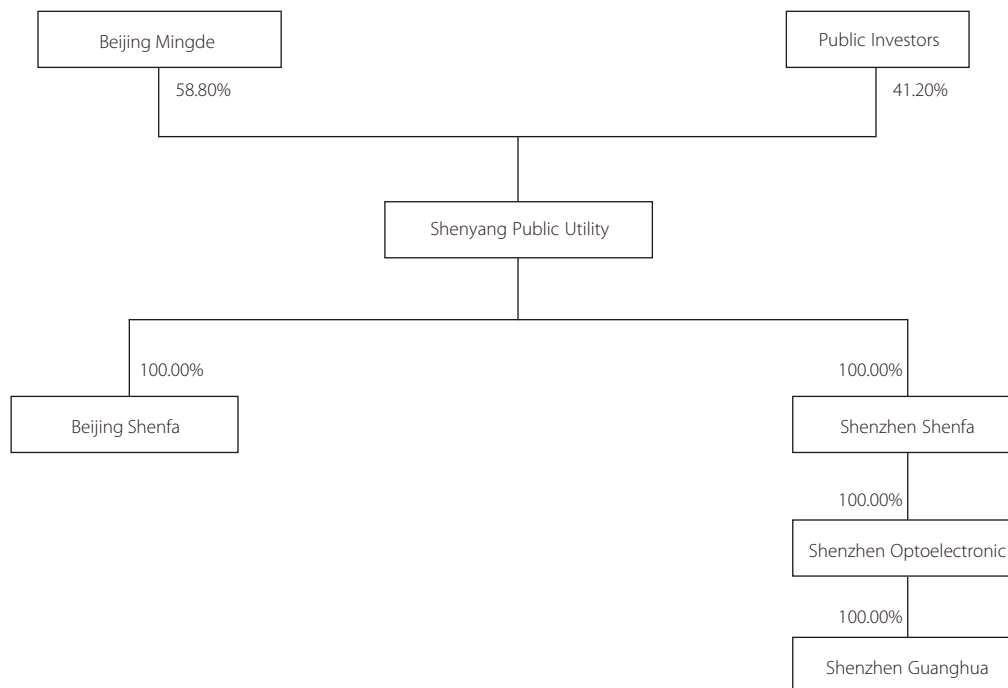 Beijing Mingde
Public Investors
58.80%
41.20%
Shenyang Public Utility
100.00%
100.00%
Beijing Shenfa
Shenzhen Shenfa
100.00%
Shenzhen Optoelectronic
100.00%
Shenzhen Guanghua